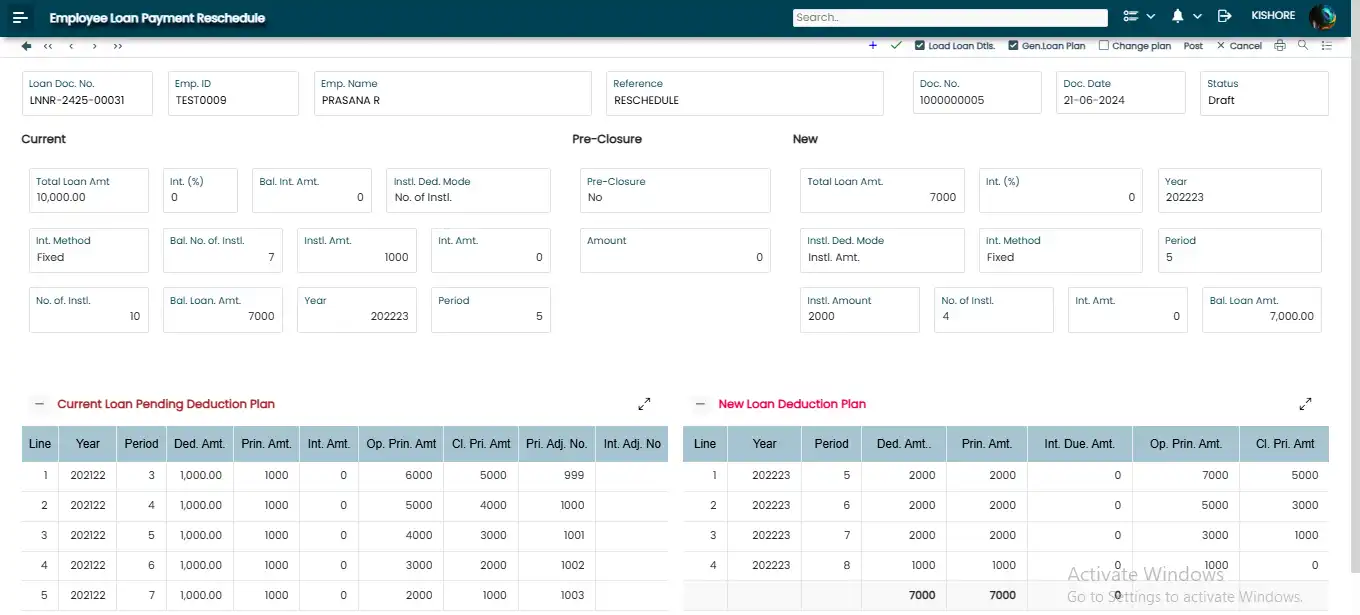 Employee Loan Payment Reschedule
Search..
KISHORE
Load Loan Dtls. Gen.Loan Plan Change plan Post Cancel
Loan Doc. No. Emp. ID Emp. Name Reference Doc. No. Doc. Date Status
LNNR-2425-00031 TEST0009 PRASANA R RESCHEDULE 1000000005 21-06-2024 Draft
Current Pre-Closure New
Total Loan Amt Int. (%) Bal. Int. Amt. Instl. Ded. Mode Pre-Closure Total Loan Amt. Int. (%) Year
10,000.00 0 0 No. of Instl. No 7000 0 202223
Int. Method Bal. No. of. Instl. Instl. Amt. Int. Amt. Amount Instl. Ded. Mode Int. Method Period
Fixed 7 1000 0 0 Instl. Amt. Fixed 5
No. of. Instl. Bal. Loan. Amt. Year Period Instl. Amount No. of Instl. Int. Amt. Bal. Loan Amt.
10 7000 202223 5 2000 4 0 7,000.00
Current Loan Pending Deduction Plan
Line Year Period Ded. Amt. Prin. Amt. Int. Amt. Op. Prin. Amt Cl. Pri. Amt Pri. Adj. No. Int. Adj. No
1 202122 3 1,000.00 1000 0 6000 5000 999
2 202122 4 1,000.00 1000 0 5000 4000 1000
3 202122 5 1,000.00 1000 0 4000 3000 1001
4 202122 6 1,000.00 1000 0 3000 2000 1002
5 202122 7 1,000.00 1000 0 2000 1000 1003
New Loan Deduction Plan
Line Year Period Ded. Amt.. Prin. Amt. Int. Due. Amt. Op. Prin. Amt. Cl. Pri. Amt
1 202223 5 2000 2000 0 7000 5000
2 202223 6 2000 2000 0 5000 3000
3 202223 7 2000 2000 0 3000 1000
4 202223 8 1000 1000 0 1000 0
7000 7000 0
Activate Windows
Go to Settings to activate Windows.